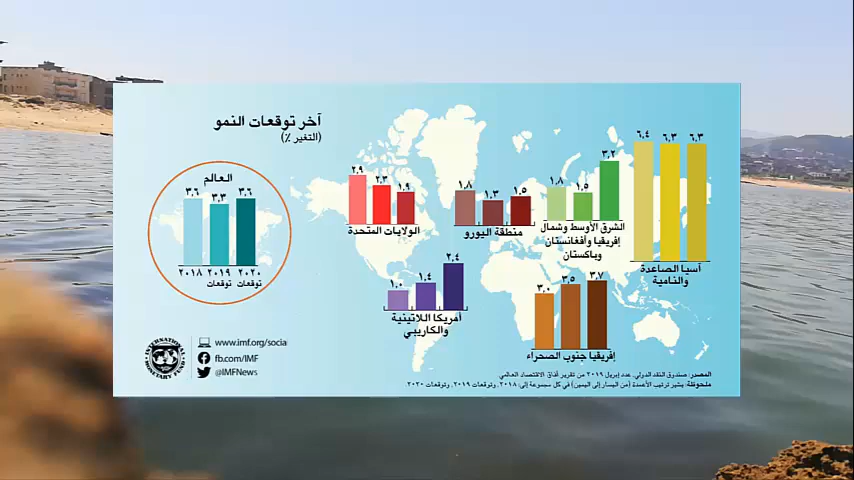 آخر توقعات النمو
(التغير ٪)
العالم
٣,٦ ٣,٣ ٣,٦
٢٠١٨ ٢٠١٩ ٢٠٢٠
توقعات توقعات
٢,٩ ٢,٣ ١,٩
الولايات المتحدة
١,٨ ١,٣ ١,٥
منطقة اليورو
١,٨ ١,٥ ٣,٢
الشرق الأوسط وشمال
إفريقيا وأفغانستان
وباكستان
٦,٤ ٦,٣ ٦,٣
آسيا الصاعدة
والنامية
١,٠ ١,٤ ٢,٤
أمريكا اللاتينية
والكاريبي
٣,٠ ٣,٥ ٣,٧
إفريقيا جنوب الصحراء
INTERNATIONAL MONETARY FUND
www.imf.org/social
fb.com/IMF
@IMFNews
المصدر: صندوق النقد الدولي، عدد إبريل ٢٠١٩ من تقرير آفاق الاقتصاد العالمي.
ملحوظة: يشير ترتيب الأعمدة (من اليسار إلى اليمين) في كل مجموعة إلى: ٢٠١٨، وتوقعات ٢٠١٩، وتوقعات ٢٠٢٠